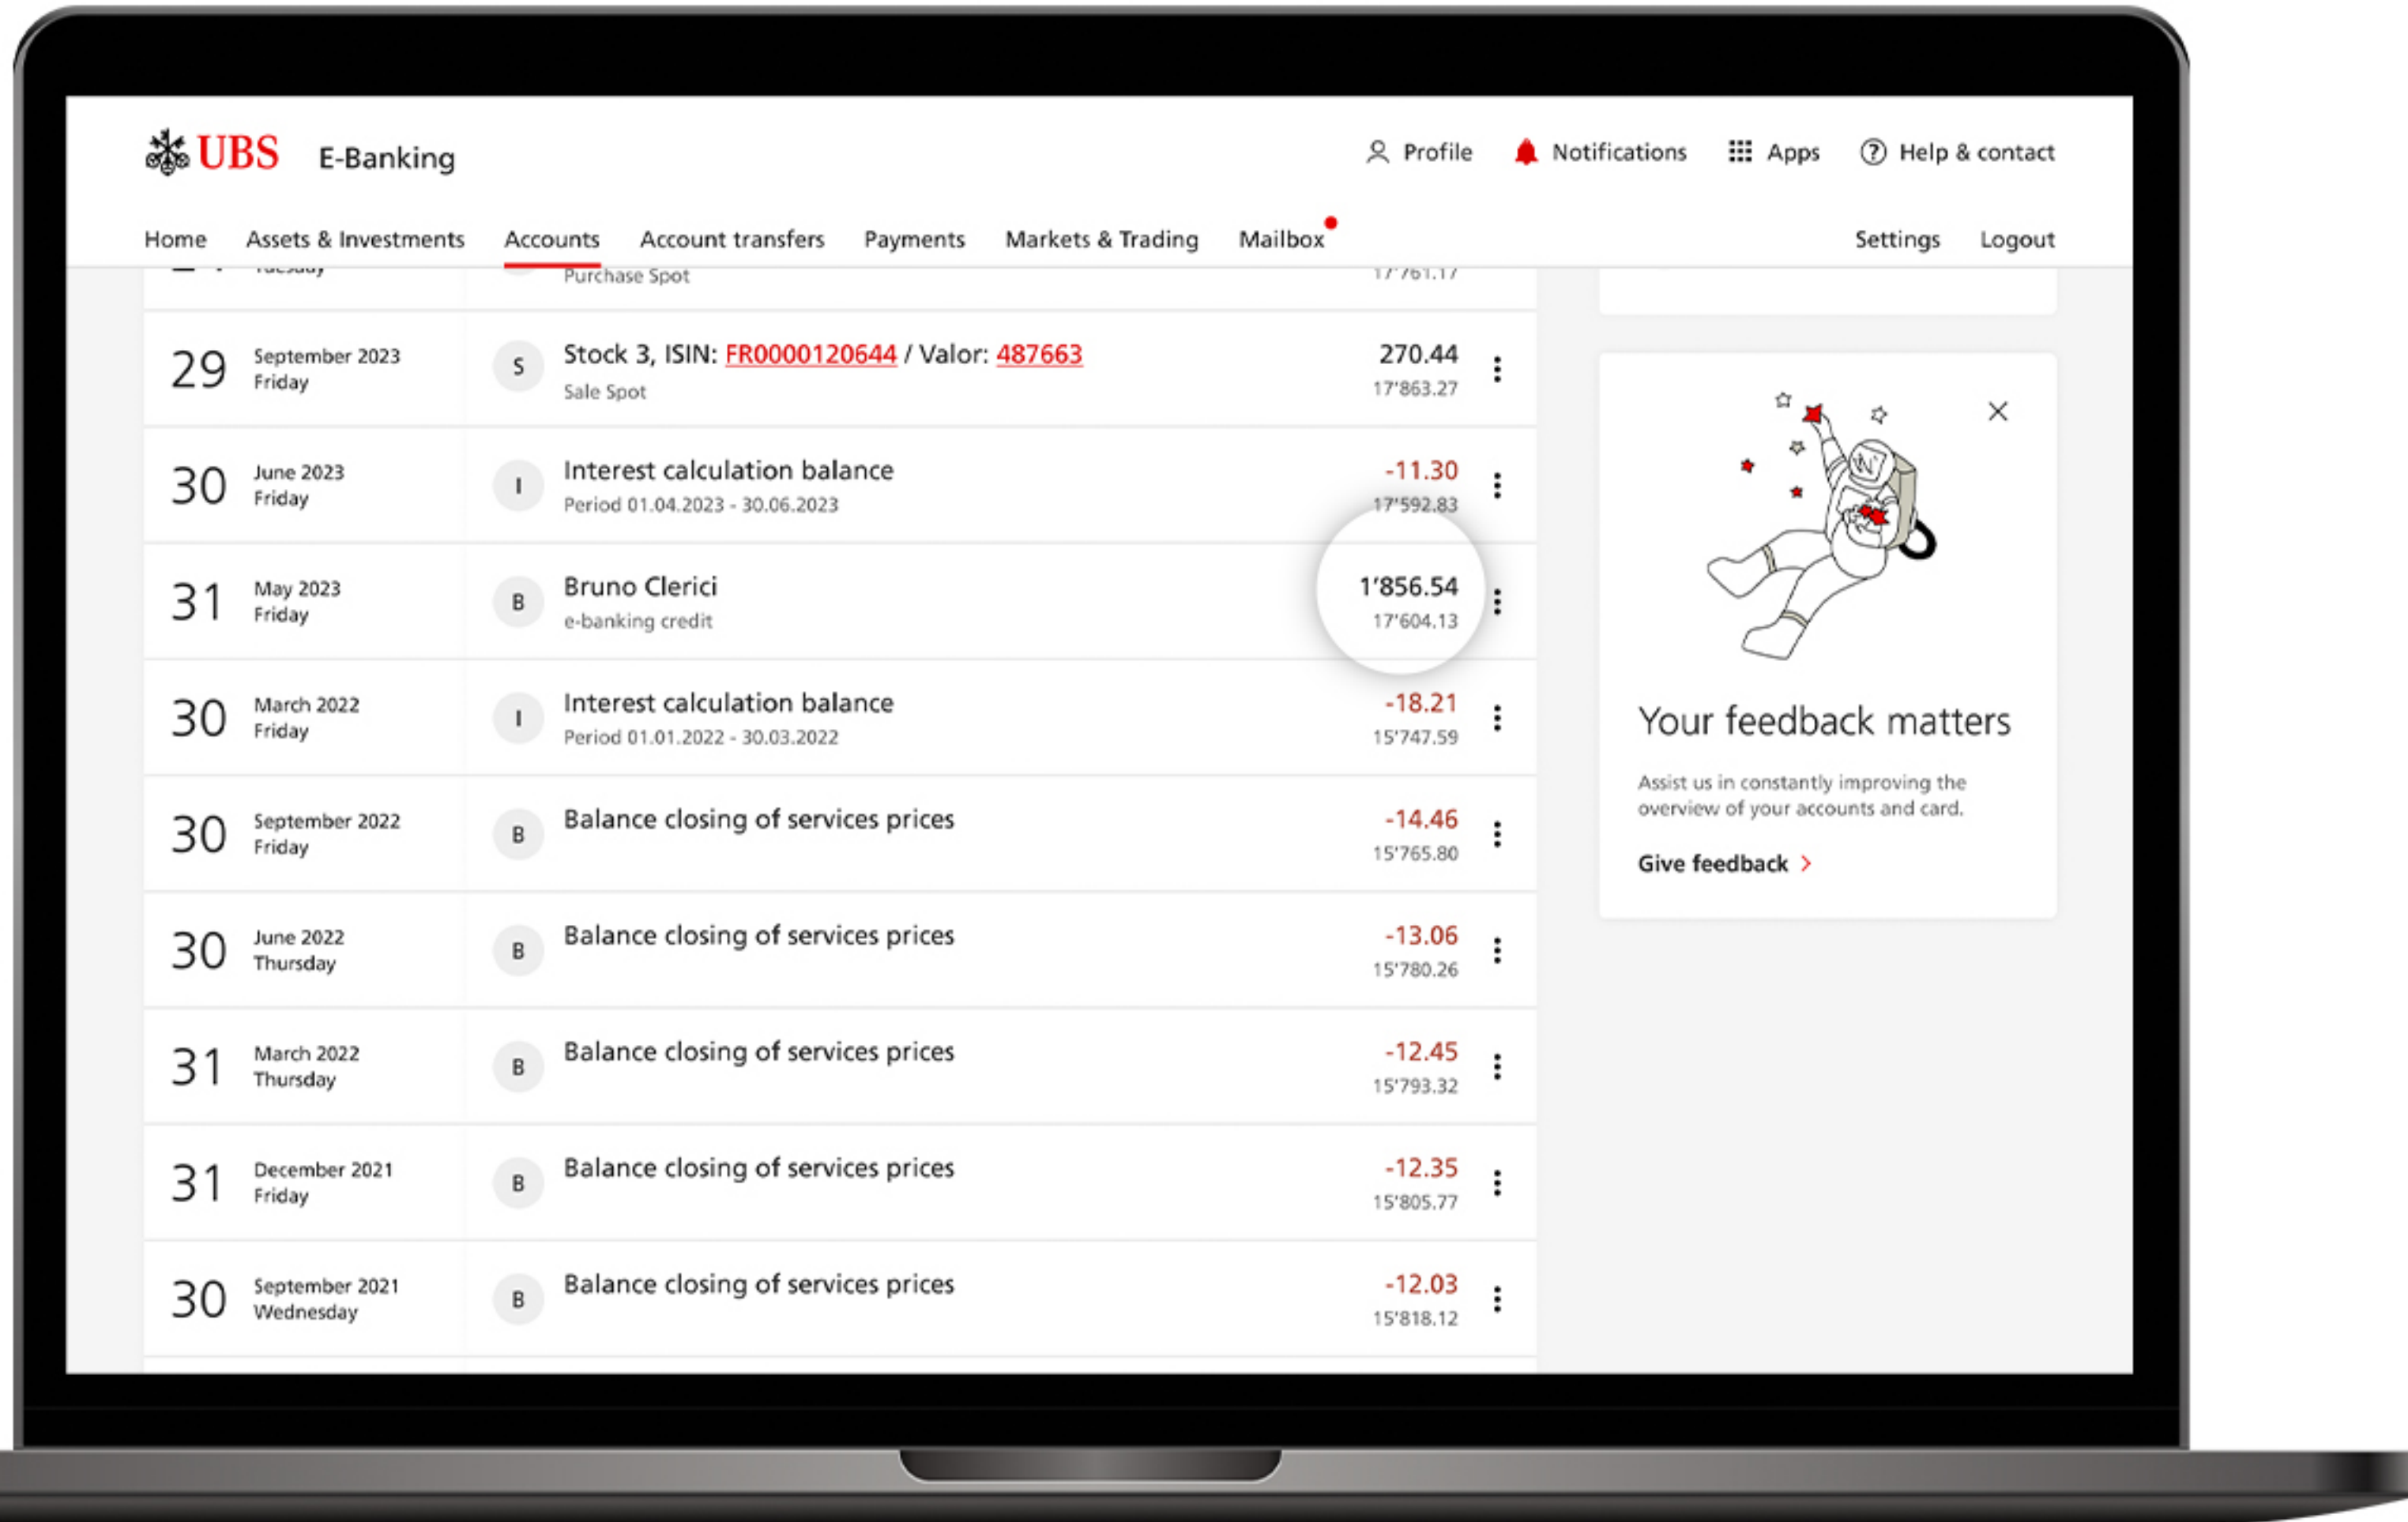 UBS E-Banking
Profile Notifications Apps Help & contact
Home Assets & Investments Accounts Account transfers Payments Markets & Trading Mailbox Settings Logout
Tuesday
Purchase Spot 17'761.17
29 September 2023
Friday
S
Stock 3, ISIN: FR0000120644 / Valor: 487663
Sale Spot
270.44
17'863.27
30 June 2023
Friday
I
Interest calculation balance
Period 01.04.2023 - 30.06.2023
-11.30
17'592.83
31 May 2023
Friday
B
Bruno Clerici
e-banking credit
1'856.54
17'604.13
30 March 2022
Friday
I
Interest calculation balance
Period 01.01.2022 - 30.03.2022
-18.21
15'747.59
30 September 2022
Friday
B
Balance closing of services prices
-14.46
15'765.80
30 June 2022
Thursday
B
Balance closing of services prices
-13.06
15'780.26
31 March 2022
Thursday
B
Balance closing of services prices
-12.45
15'793.32
31 December 2021
Friday
B
Balance closing of services prices
-12.35
15'805.77
30 September 2021
Wednesday
B
Balance closing of services prices
-12.03
15'818.12
Your feedback matters
Assist us in constantly improving the
overview of your accounts and card.
Give feedback